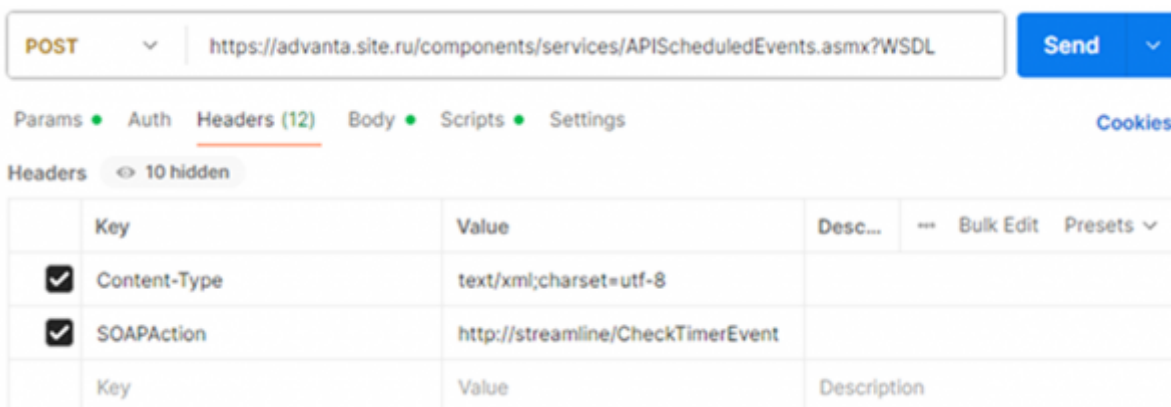 POST https://advanta.site.ru/components/services/APIScheduledEvents.asmx?WSDL Send
Params Auth Headers (12) Body Scripts Settings Cookies
Headers 10 hidden
Key Value Desc... Bulk Edit Presets
Content-Type text/xml;charset=utf-8
SOAPAction http://streamline/CheckTimerEvent
Key Value Description